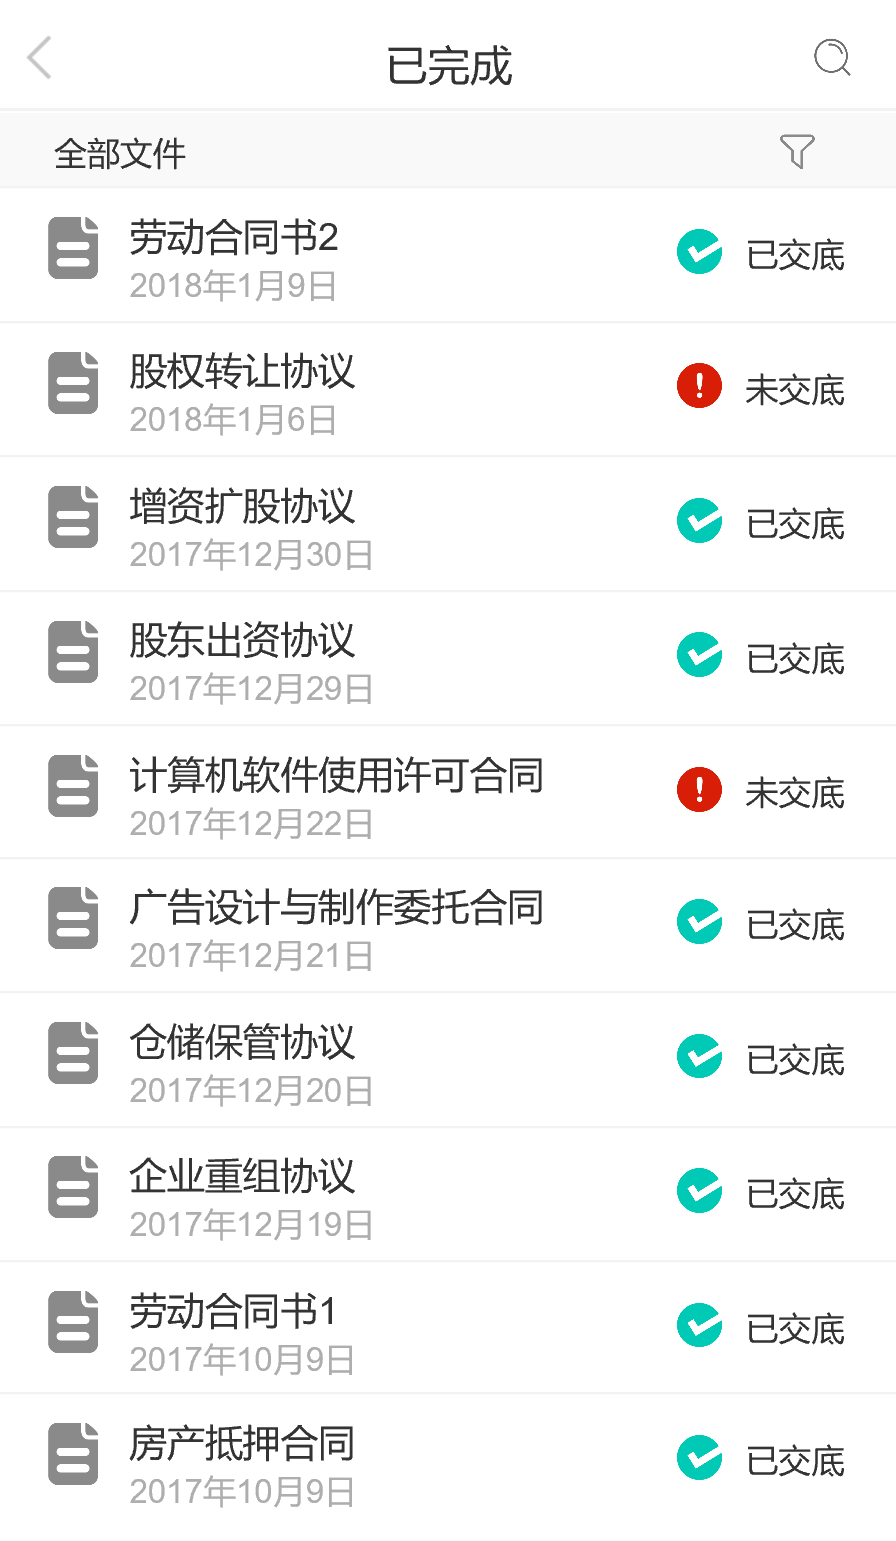 已完成
全部文件
劳动合同书2
已交底
2018年1月9日
股权转让协议
未交底
2018年1月6日
增资扩股协议
已交底
2017年12月30日
股东出资协议
已交底
2017年12月29日
计算机软件使用许可合同
未交底
2017年12月22日
广告设计与制作委托合同
已交底
2017年12月21日
仓储保管协议
已交底
2017年12月20日
企业重组协议
已交底
2017年12月19日
劳动合同书1
已交底
2017年10月9日
房产抵押合同
已交底
2017年10月9日